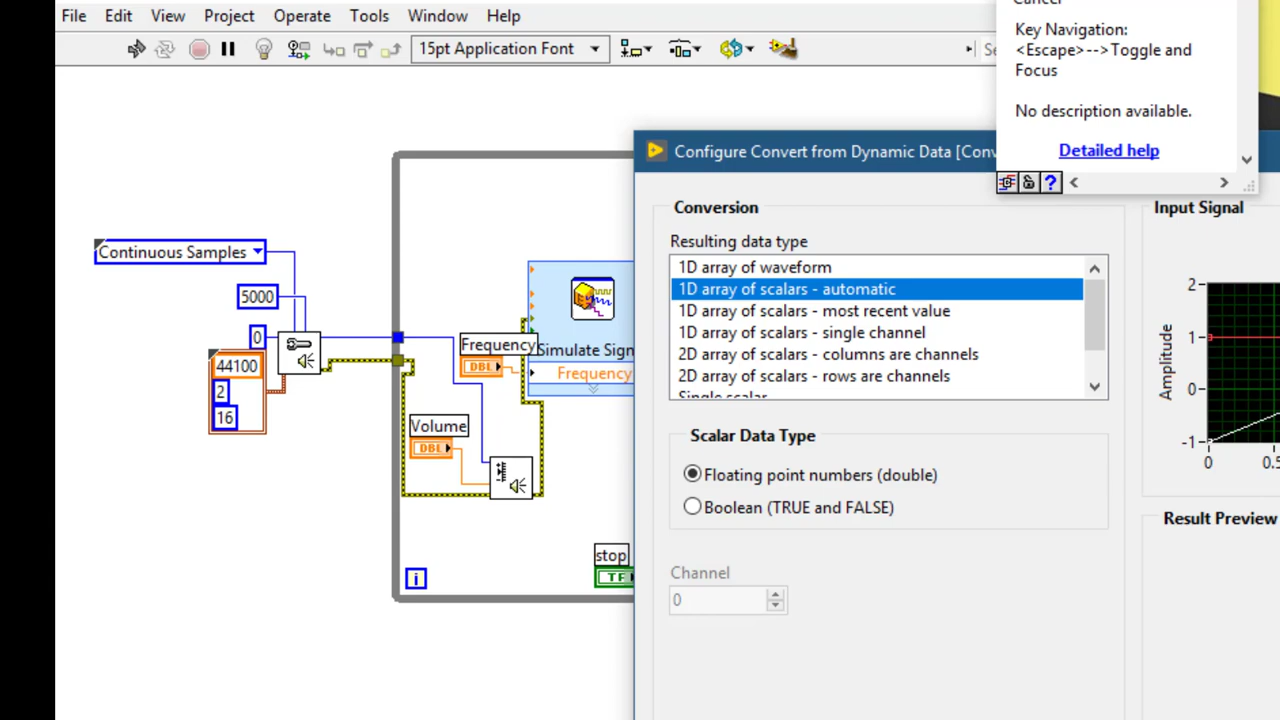 File Edit View Project Operate Tools Window Help
15pt Application Font
Key Navigation:
<Escape>-->Toggle and
Focus
No description available.
Detailed help
?
Configure Convert from Dynamic Data
Conversion
Resulting data type
1D array of waveform
1D array of scalars - automatic
1D array of scalars - most recent value
1D array of scalars - single channel
2D array of scalars - columns are channels
2D array of scalars - rows are channels
Single scalar
Scalar Data Type
Floating point numbers (double)
Boolean (TRUE and FALSE)
Channel
0
Input Signal
Amplitude
2
1
0
-1
0
Result Preview
Continuous Samples
5000
0
44100
2
16
Frequency
DBL
Simulate
Frequency
Volume
DBL
stop
TF
i